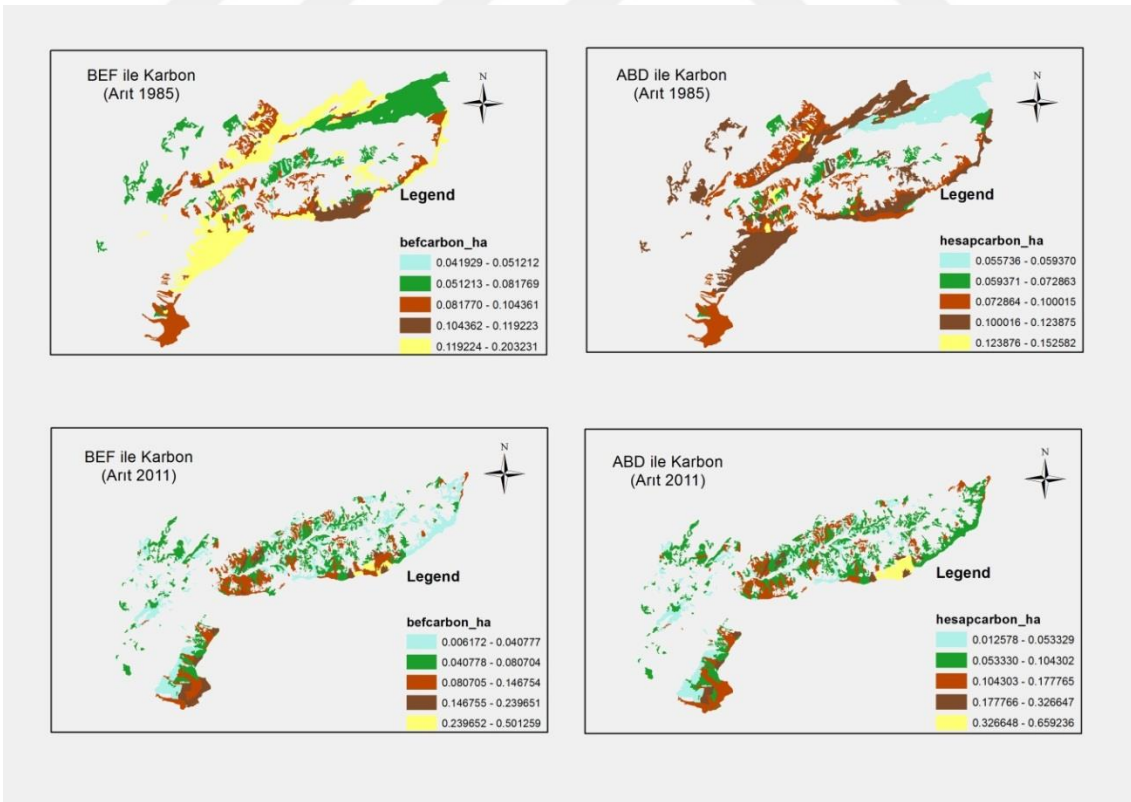 BEF ile Karbon
(Arıt 1985)
N
Legend
befcarbon_ha
0.041929 - 0.051212
0.051213 - 0.081769
0.081770 - 0.104361
0.104362 - 0.119223
0.119224 - 0.203231
ABD ile Karbon
(Arıt 1985)
N
Legend
hesapcarbon_ha
0.055736 - 0.059370
0.059371 - 0.072863
0.072864 - 0.100015
0.100016 - 0.123875
0.123876 - 0.152582
BEF ile Karbon
(Arıt 2011)
N
Legend
befcarbon_ha
0.006172 - 0.040777
0.040778 - 0.080704
0.080705 - 0.146754
0.146755 - 0.239651
0.239652 - 0.501259
ABD ile Karbon
(Arıt 2011)
N
Legend
hesapcarbon_ha
0.012578 - 0.053329
0.053330 - 0.104302
0.104303 - 0.177765
0.177766 - 0.326647
0.326648 - 0.659236